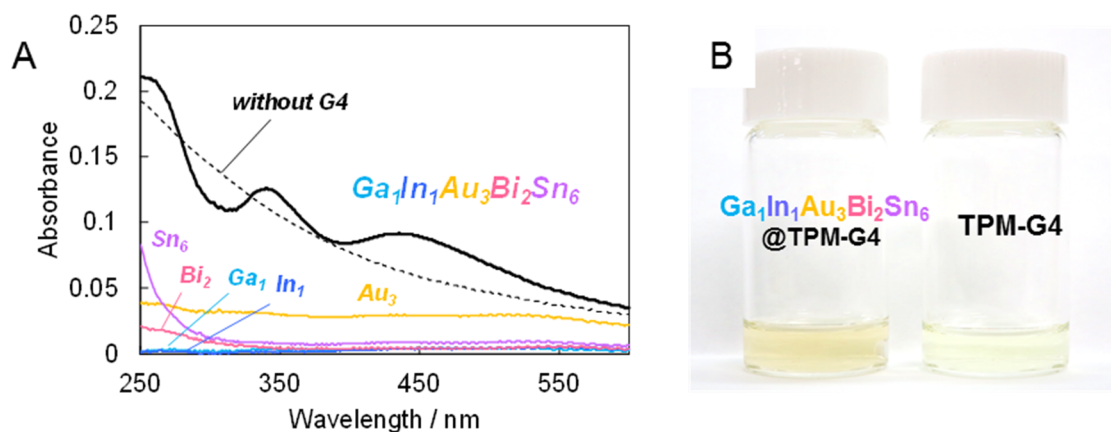 A
0.25
0.2
0.15
0.1
0.05
0
Absorbance
without G4
Ga₁In₁Au₃Bi₂Sn₆
Sn₆
Bi₂
Ga₁
In₁
Au₃
250
350
450
550
Wavelength / nm
B
Ga₁In₁Au₃Bi₂Sn₆
@TPM-G4
TPM-G4